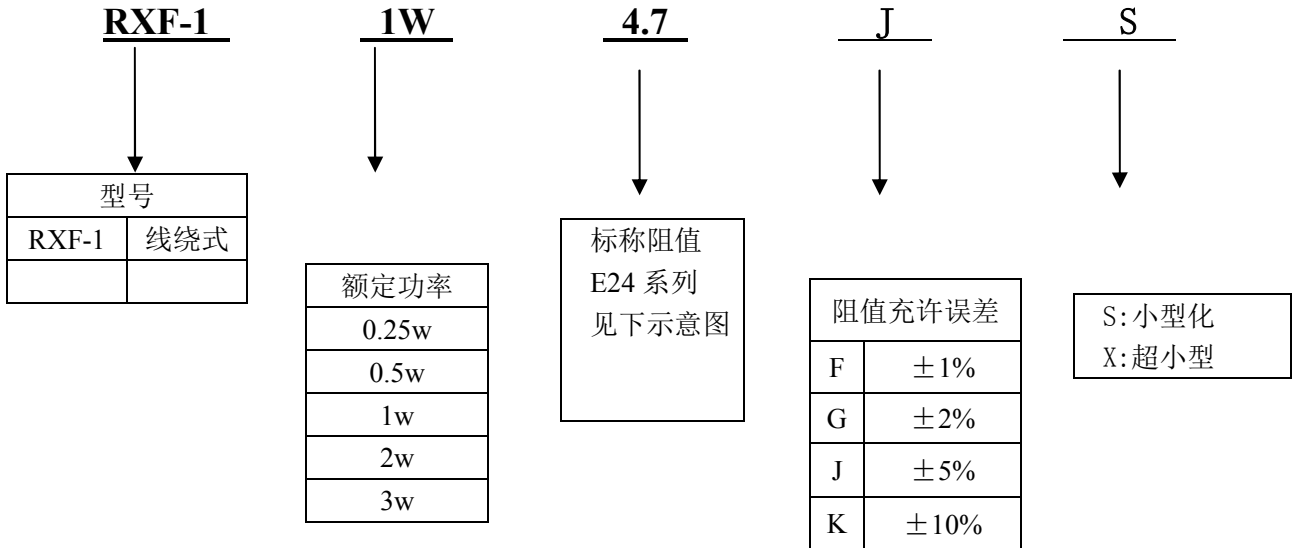 RXF-1 1W 4.7 J S
型号
RXF-1 线绕式
额定功率
0.25w
0.5w
1w
2w
3w
标称阻值
E24 系列
见下示意图
阻值允许误差
F ±1%
G ±2%
J ±5%
K ±10%
S:小型化
X:超小型